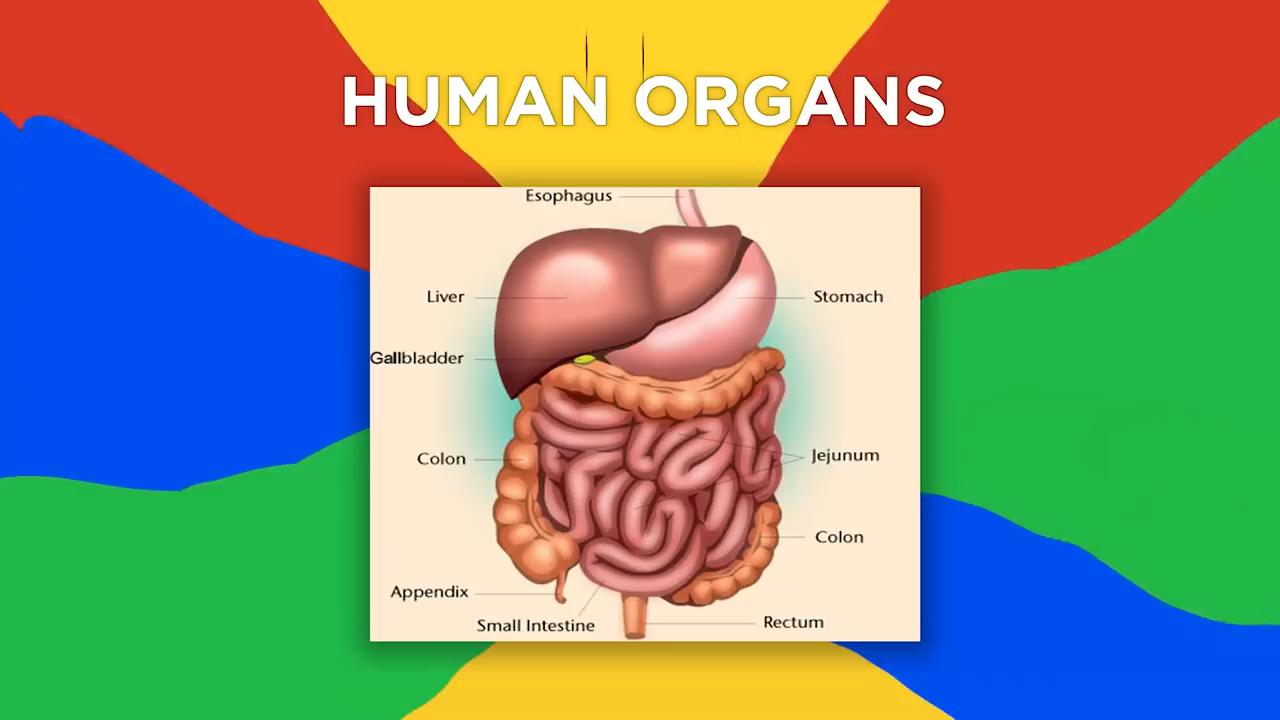 HUMAN ORGANS
Esophagus
Liver
Stomach
Gallbladder
Colon
Jejunum
Colon
Appendix
Small Intestine
Rectum